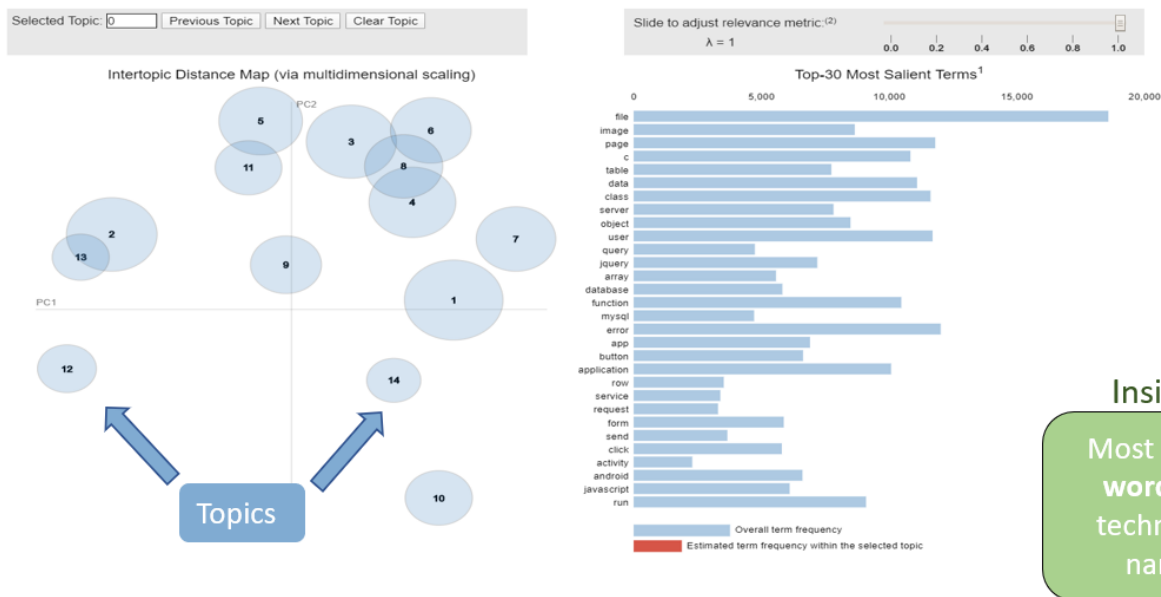 Selected Topic: 0 Previous Topic Next Topic Clear Topic
Slide to adjust relevance metric:(2)
λ = 1
0.0 0.2 0.4 0.6 0.8 1.0
Intertopic Distance Map (via multidimensional scaling)
PC2
PC1
5
3
6
11
8
4
2
7
13
9
1
12
14
10
Topics
Top-30 Most Salient Terms1
0 5,000 10,000 15,000 20,000
file
image
page
c
table
data
class
server
object
user
query
jquery
array
database
function
mysql
error
app
button
application
row
service
request
form
send
click
activity
android
javascript
run
Overall term frequency
Estimated term frequency within the selected topic
Most